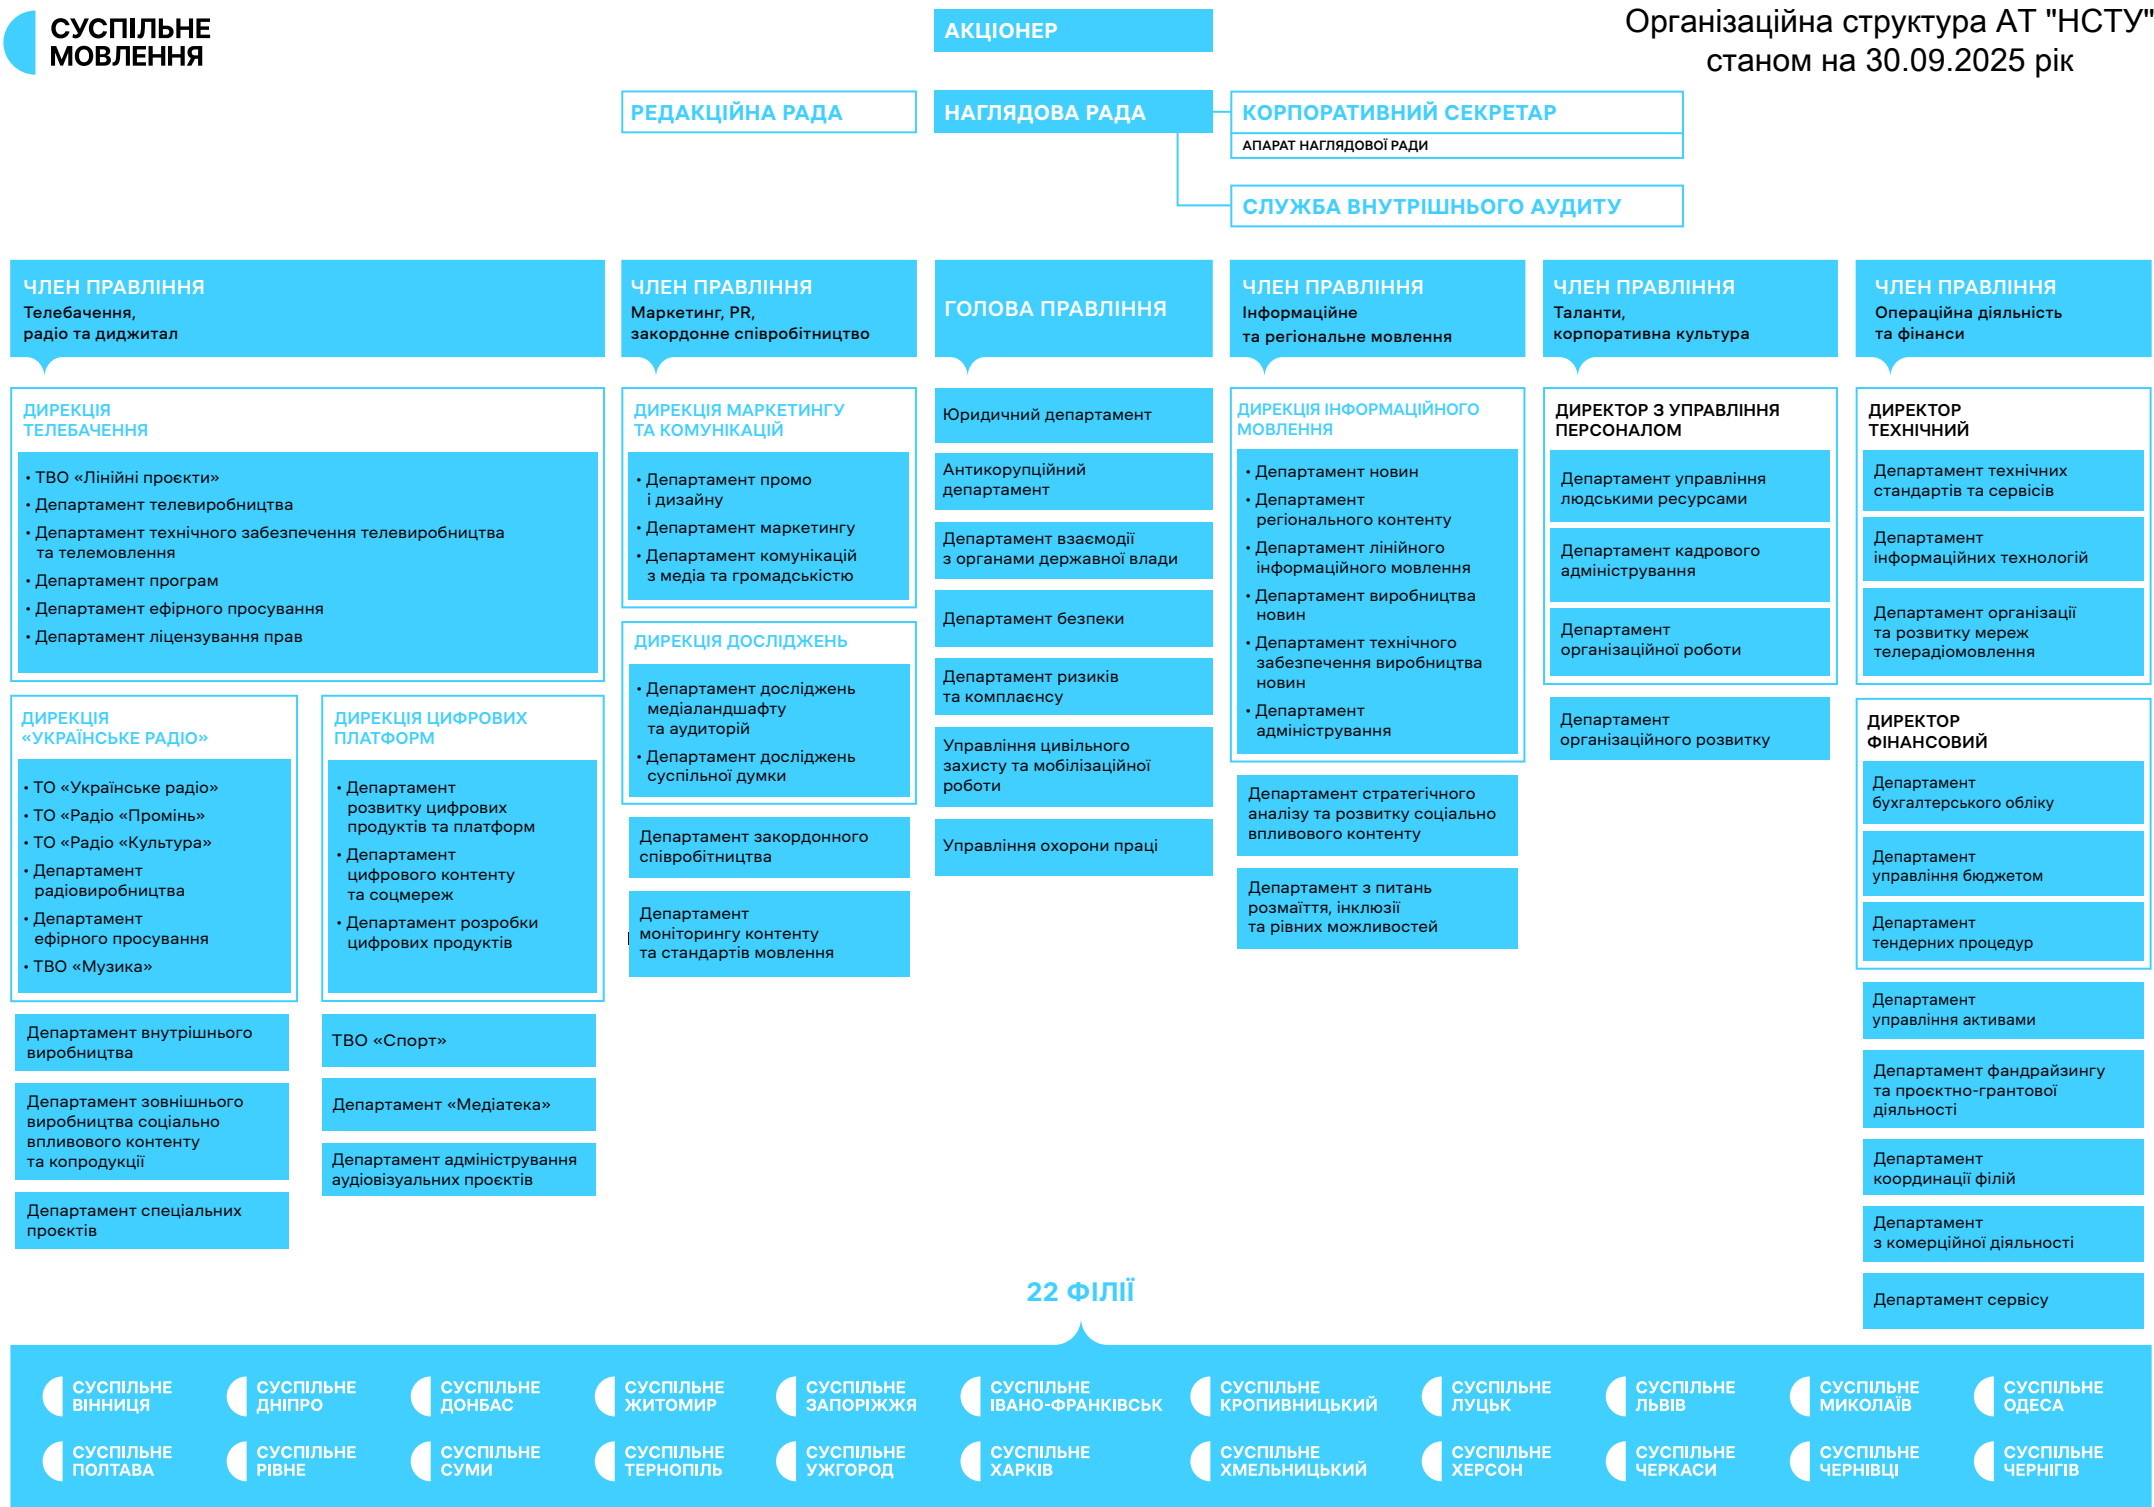 СУСПІЛЬНЕ
МОВЛЕННЯ
Організаційна структура АТ "НСТУ"
станом на 30.09.2025 рік
АКЦІОНЕР
РЕДАКЦІЙНА РАДА
НАГЛЯДОВА РАДА
КОРПОРАТИВНИЙ СЕКРЕТАР
АПАРАТ НАГЛЯДОВОЇ РАДИ
СЛУЖБА ВНУТРІШНЬОГО АУДИТУ
ЧЛЕН ПРАВЛІННЯ
Телебачення,
радіо та диджитал
ДИРЕКЦІЯ
ТЕЛЕБАЧЕННЯ
• ТВО «Лінійні проєкти»
• Департамент телевиробництва
• Департамент технічного забезпечення телевиробництва
та телемовлення
• Департамент програм
• Департамент ефірного просування
• Департамент ліцензування прав
ДИРЕКЦІЯ
«УКРАЇНСЬКЕ РАДІО»
• ТО «Українське радіо»
• ТО «Радіо «Промінь»
• ТО «Радіо «Культура»
• Департамент
радіовиробництва
• Департамент
ефірного просування
• ТВО «Музика»
Департамент внутрішнього
виробництва
Департамент зовнішнього
виробництва соціально
впливового контенту
та копродукції
Департамент спеціальних
проєктів
ДИРЕКЦІЯ ЦИФРОВИХ
ПЛАТФОРМ
• Департамент
розвитку цифрових
продуктів та платформ
• Департамент
цифрового контенту
та соцмереж
• Департамент розробки
цифрових продуктів
ТВО «Спорт»
Департамент «Медіатека»
Департамент адміністрування
аудіовізуальних проєктів
ЧЛЕН ПРАВЛІННЯ
Маркетинг, PR,
закордонне співробітництво
ДИРЕКЦІЯ МАРКЕТИНГУ
ТА КОМУНІКАЦІЙ
• Департамент промо
і дизайну
• Департамент маркетингу
• Департамент комунікацій
з медіа та громадськістю
ДИРЕКЦІЯ ДОСЛІДЖЕНЬ
• Департамент досліджень
медіаландшафту
та аудиторій
• Департамент досліджень
суспільної думки
Департамент закордонного
співробітництва
Департамент
моніторингу контенту
та стандартів мовлення
ГОЛОВА ПРАВЛІННЯ
Юридичний департамент
Антикорупційний
департамент
Департамент взаємодії
з органами державної влади
Департамент безпеки
Департамент ризиків
та комплаєнсу
Управління цивільного
захисту та мобілізаційної
роботи
Управління охорони праці
ЧЛЕН ПРАВЛІННЯ
Інформаційне
та регіональне мовлення
ДИРЕКЦІЯ ІНФОРМАЦІЙНОГО
МОВЛЕННЯ
• Департамент новин
• Департамент
регіонального контенту
• Департамент лінійного
інформаційного мовлення
• Департамент виробництва
новин
• Департамент технічного
забезпечення виробництва
новин
• Департамент
адміністрування
Департамент стратегічного
аналізу та розвитку соціально
впливового контенту
Департамент з питань
розмаїття, інклюзії
та рівних можливостей
ЧЛЕН ПРАВЛІННЯ
Таланти,
корпоративна культура
ДИРЕКТОР З УПРАВЛІННЯ
ПЕРСОНАЛОМ
Департамент управління
людськими ресурсами
Департамент кадрового
адміністрування
Департамент
організаційної роботи
Департамент
організаційного розвитку
ЧЛЕН ПРАВЛІННЯ
Операційна діяльність
та фінанси
ДИРЕКТОР
ТЕХНІЧНИЙ
Департамент технічних
стандартів та сервісів
Департамент
інформаційних технологій
Департамент організації
та розвитку мереж
телерадіомовлення
ДИРЕКТОР
ФІНАНСОВИЙ
Департамент
бухгалтерського обліку
Департамент
управління бюджетом
Департамент
тендерних процедур
Департамент
управління активами
Департамент фандрайзингу
та проєктно-грантової
діяльності
Департамент
координації філій
Департамент
з комерційної діяльності
Департамент сервісу
22 ФІЛІЇ
СУСПІЛЬНЕ
ВІННИЦЯ
СУСПІЛЬНЕ
ДНІПРО
СУСПІЛЬНЕ
ДОНБАС
СУСПІЛЬНЕ
ЖИТОМИР
СУСПІЛЬНЕ
ЗАПОРІЖЖЯ
СУСПІЛЬНЕ
ІВАНО-ФРАНКІВСЬК
СУСПІЛЬНЕ
КРОПИВНИЦЬКИЙ
СУСПІЛЬНЕ
ЛУЦЬК
СУСПІЛЬНЕ
ЛЬВІВ
СУСПІЛЬНЕ
МИКОЛАЇВ
СУСПІЛЬНЕ
ОДЕСА
СУСПІЛЬНЕ
ПОЛТАВА
СУСПІЛЬНЕ
РІВНЕ
СУСПІЛЬНЕ
СУМИ
СУСПІЛЬНЕ
ТЕРНОПІЛЬ
СУСПІЛЬНЕ
УЖГОРОД
СУСПІЛЬНЕ
ХАРКІВ
СУСПІЛЬНЕ
ХМЕЛЬНИЦЬКИЙ
СУСПІЛЬНЕ
ХЕРСОН
СУСПІЛЬНЕ
ЧЕРКАСИ
СУСПІЛЬНЕ
ЧЕРНІВЦІ
СУСПІЛЬНЕ
ЧЕРНІГІВ